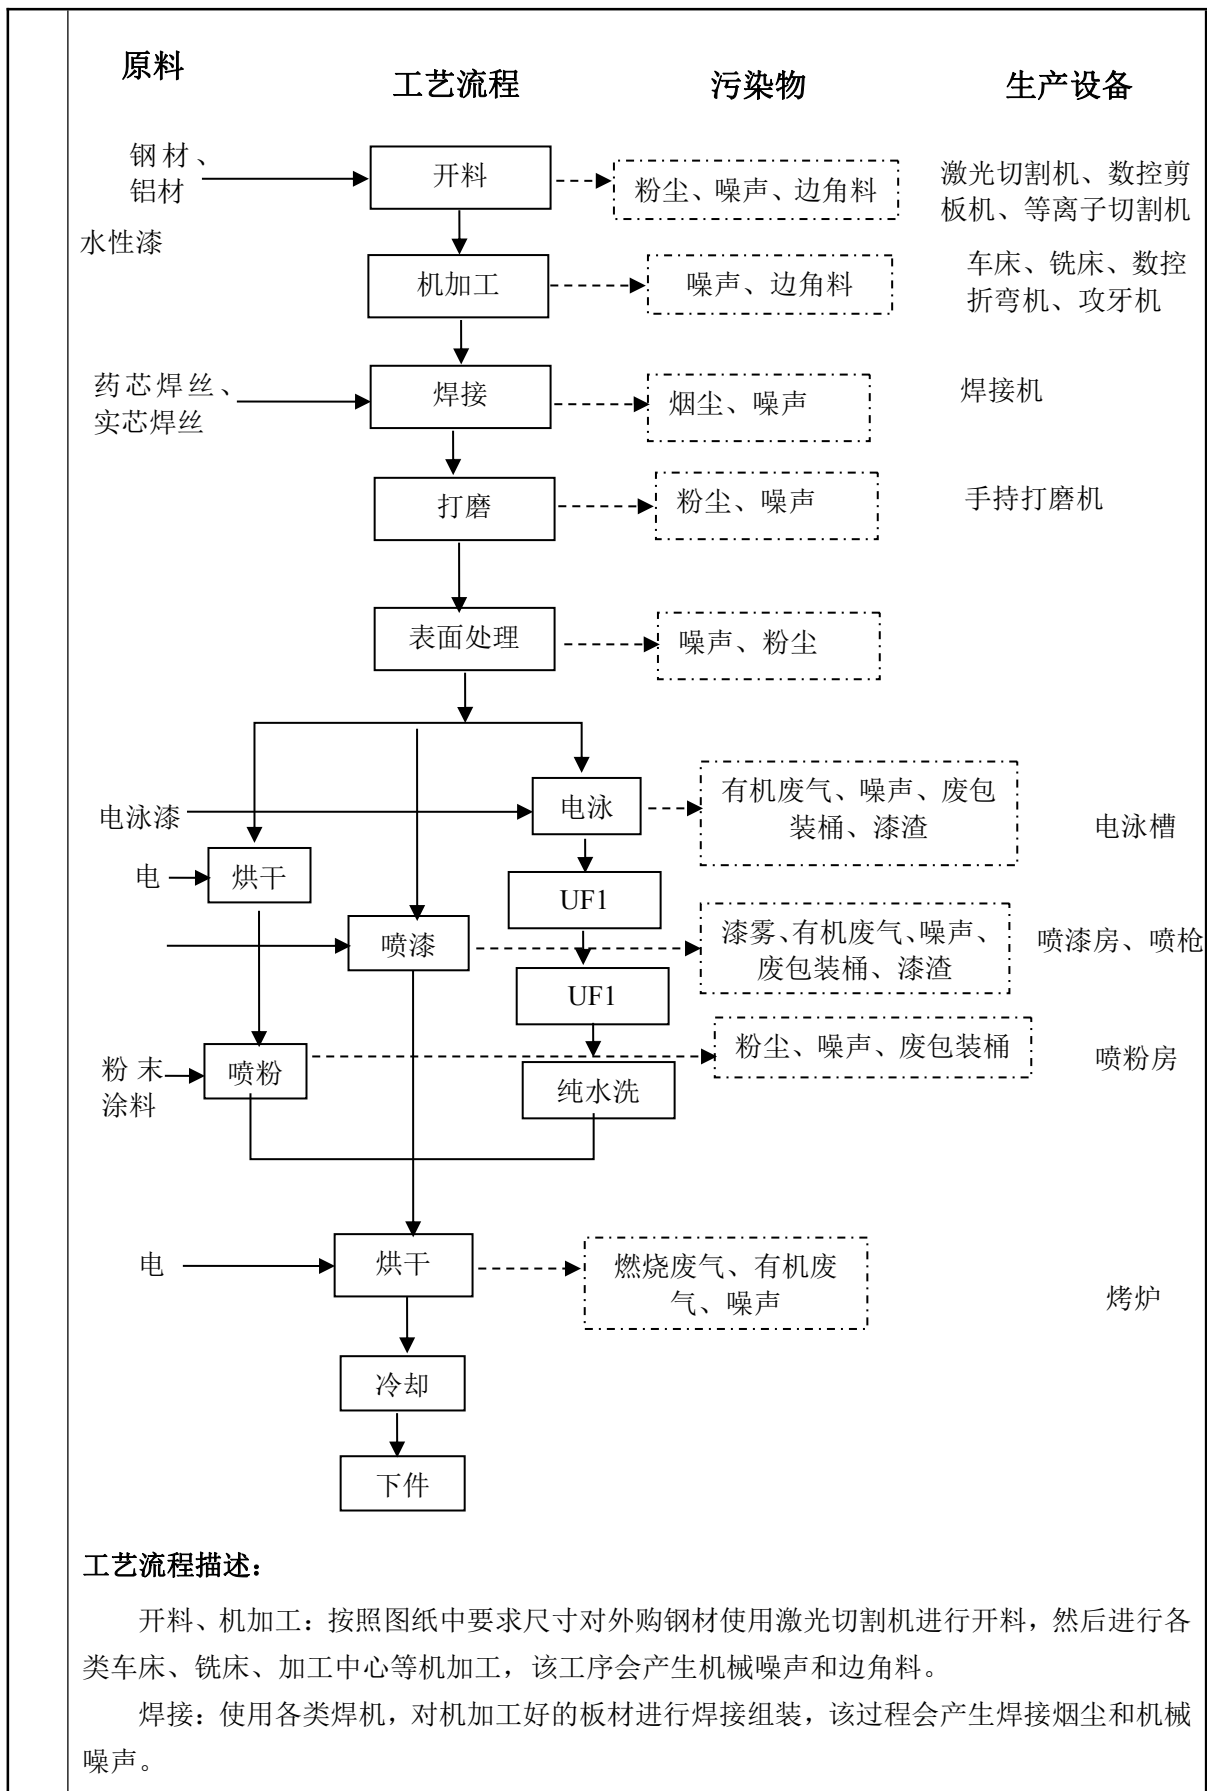 原料
工艺流程
污染物
生产设备
钢材、
铝材
开料
粉尘、噪声、边角料
激光切割机、数控剪
板机、等离子切割机
水性漆
机加工
噪声、边角料
车床、铣床、数控
折弯机、攻牙机
药芯焊丝、
实芯焊丝
焊接
烟尘、噪声
焊接机
打磨
粉尘、噪声
手持打磨机
表面处理
噪声、粉尘
电泳漆
电泳
有机废气、噪声、废包
装桶、漆渣
电泳槽
电
烘干
UF1
喷漆
漆雾、有机废气、噪声、
废包装桶、漆渣
喷漆房、喷枪
UF1
粉末
涂料
喷粉
粉尘、噪声、废包装桶
喷粉房
纯水洗
电
烘干
燃烧废气、有机废
气、噪声
烤炉
冷却
下件
工艺流程描述：
开料、机加工：按照图纸中要求尺寸对外购钢材使用激光切割机进行开料，然后进行各
类车床、铣床、加工中心等机加工，该工序会产生机械噪声和边角料。
焊接：使用各类焊机，对机加工好的板材进行焊接组装，该过程会产生焊接烟尘和机械
噪声。